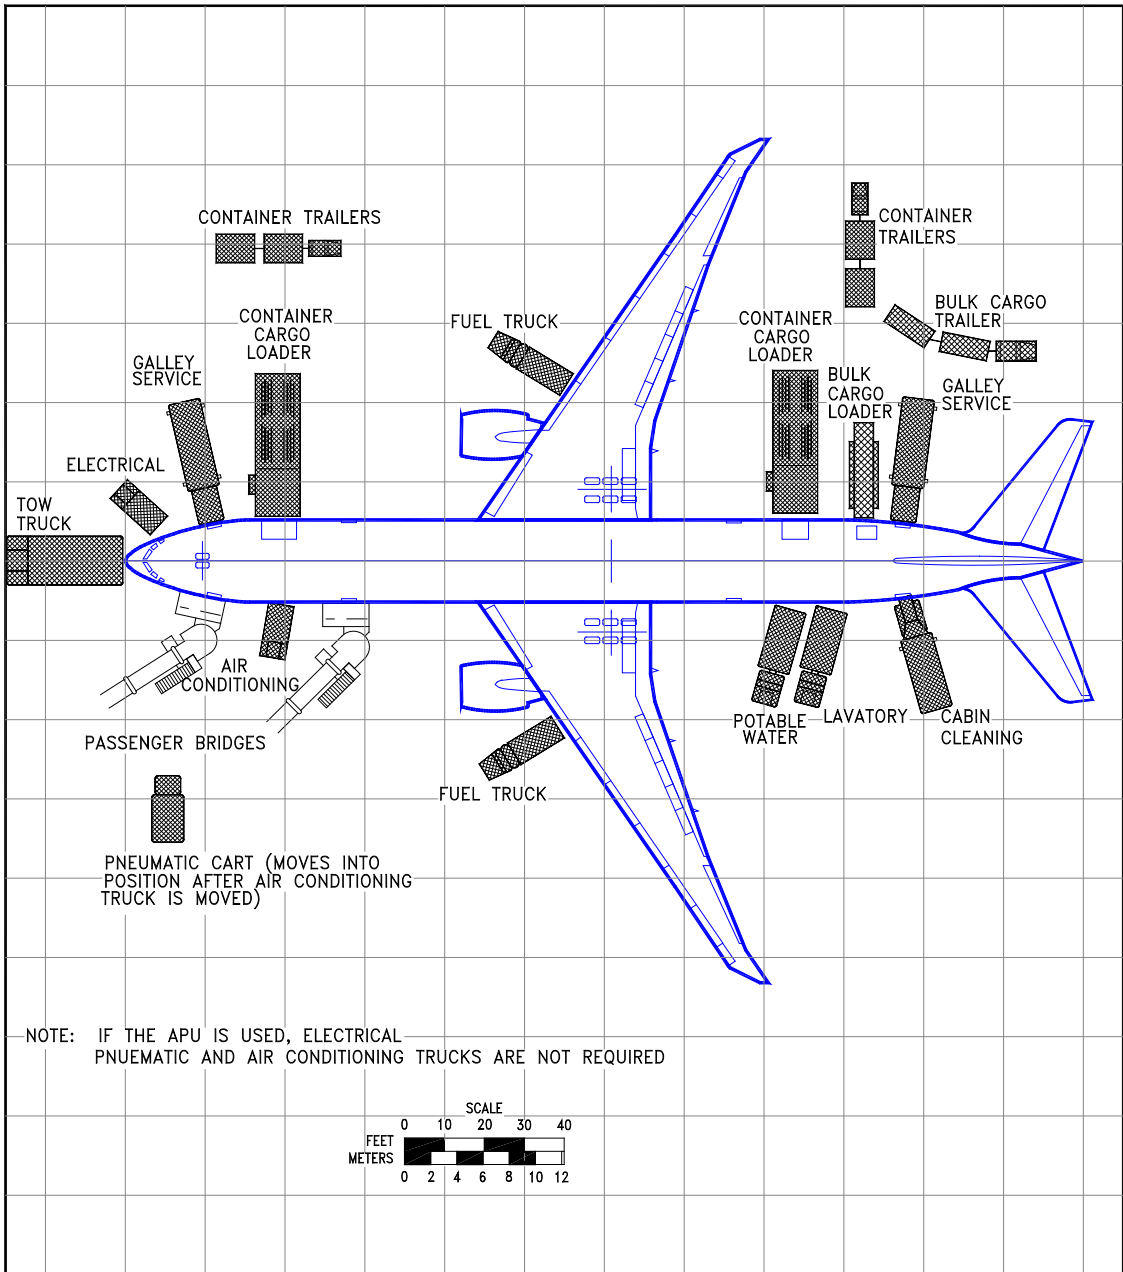 CONTAINER TRAILERS
CONTAINER
TRAILERS
CONTAINER
CARGO
LOADER
FUEL TRUCK
CONTAINER
CARGO
LOADER
BULK CARGO
TRAILER
GALLEY
SERVICE
BULK
CARGO
LOADER
GALLEY
SERVICE
ELECTRICAL
TOW
TRUCK
AIR
CONDITIONING
PASSENGER BRIDGES
FUEL TRUCK
POTABLE
WATER
LAVATORY
CABIN
CLEANING
PNEUMATIC CART (MOVES INTO
POSITION AFTER AIR CONDITIONING
TRUCK IS MOVED)
NOTE: IF THE APU IS USED, ELECTRICAL
PNUEMATIC AND AIR CONDITIONING TRUCKS ARE NOT REQUIRED
SCALE
0 10 20 30 40
FEET
METERS
0 2 4 6 8 10 12